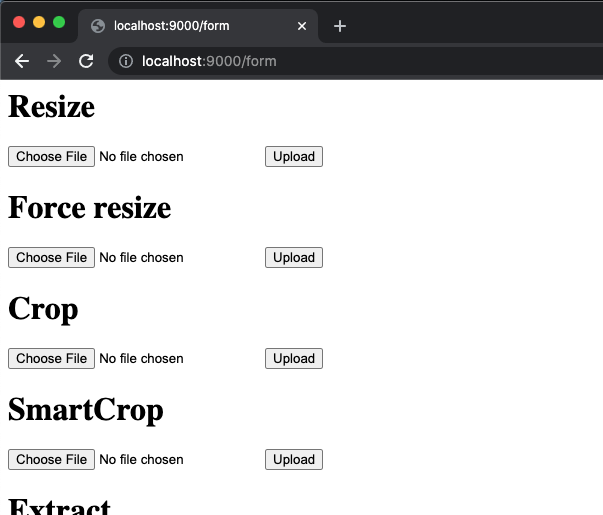 localhost:9000/form
localhost:9000/form
Resize
Choose File No file chosen Upload
Force resize
Choose File No file chosen Upload
Crop
Choose File No file chosen Upload
SmartCrop
Choose File No file chosen Upload
Extract